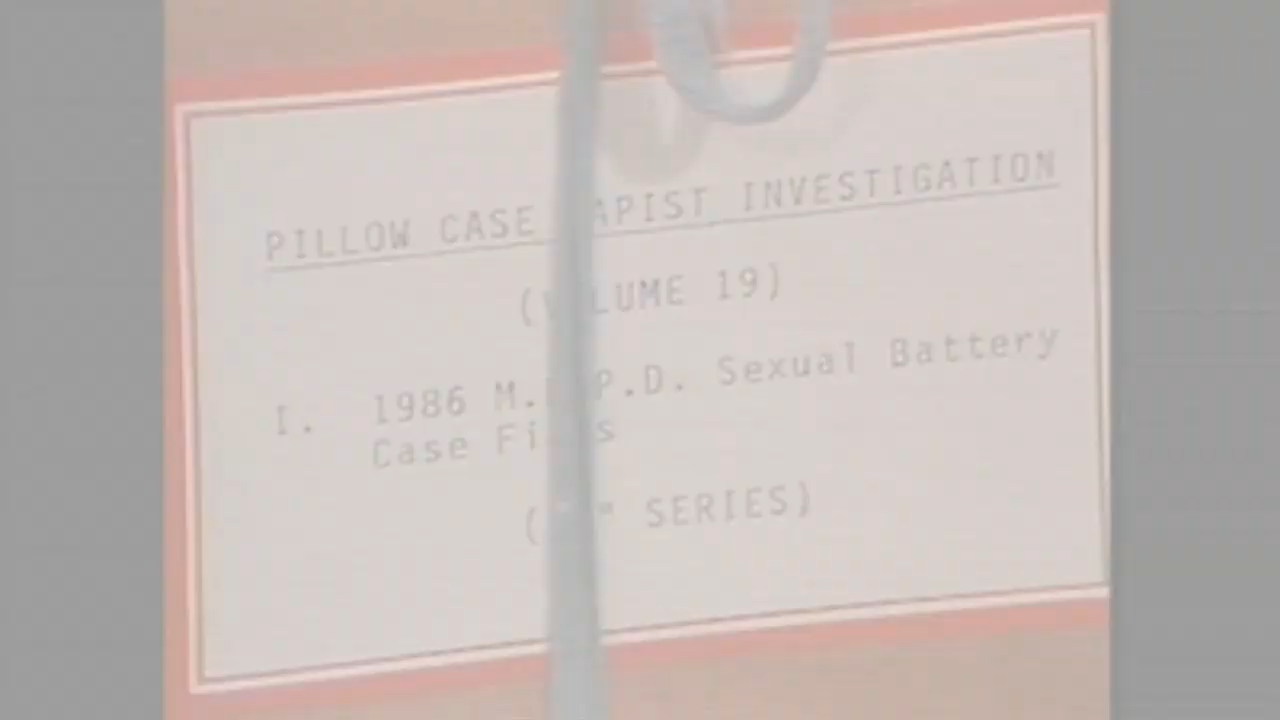 PILLOW CASE APIST INVESTIGATION
( LUME 19)
I. 1986 M. P.D. Sexual Battery
Case Fi s
( " SERIES)